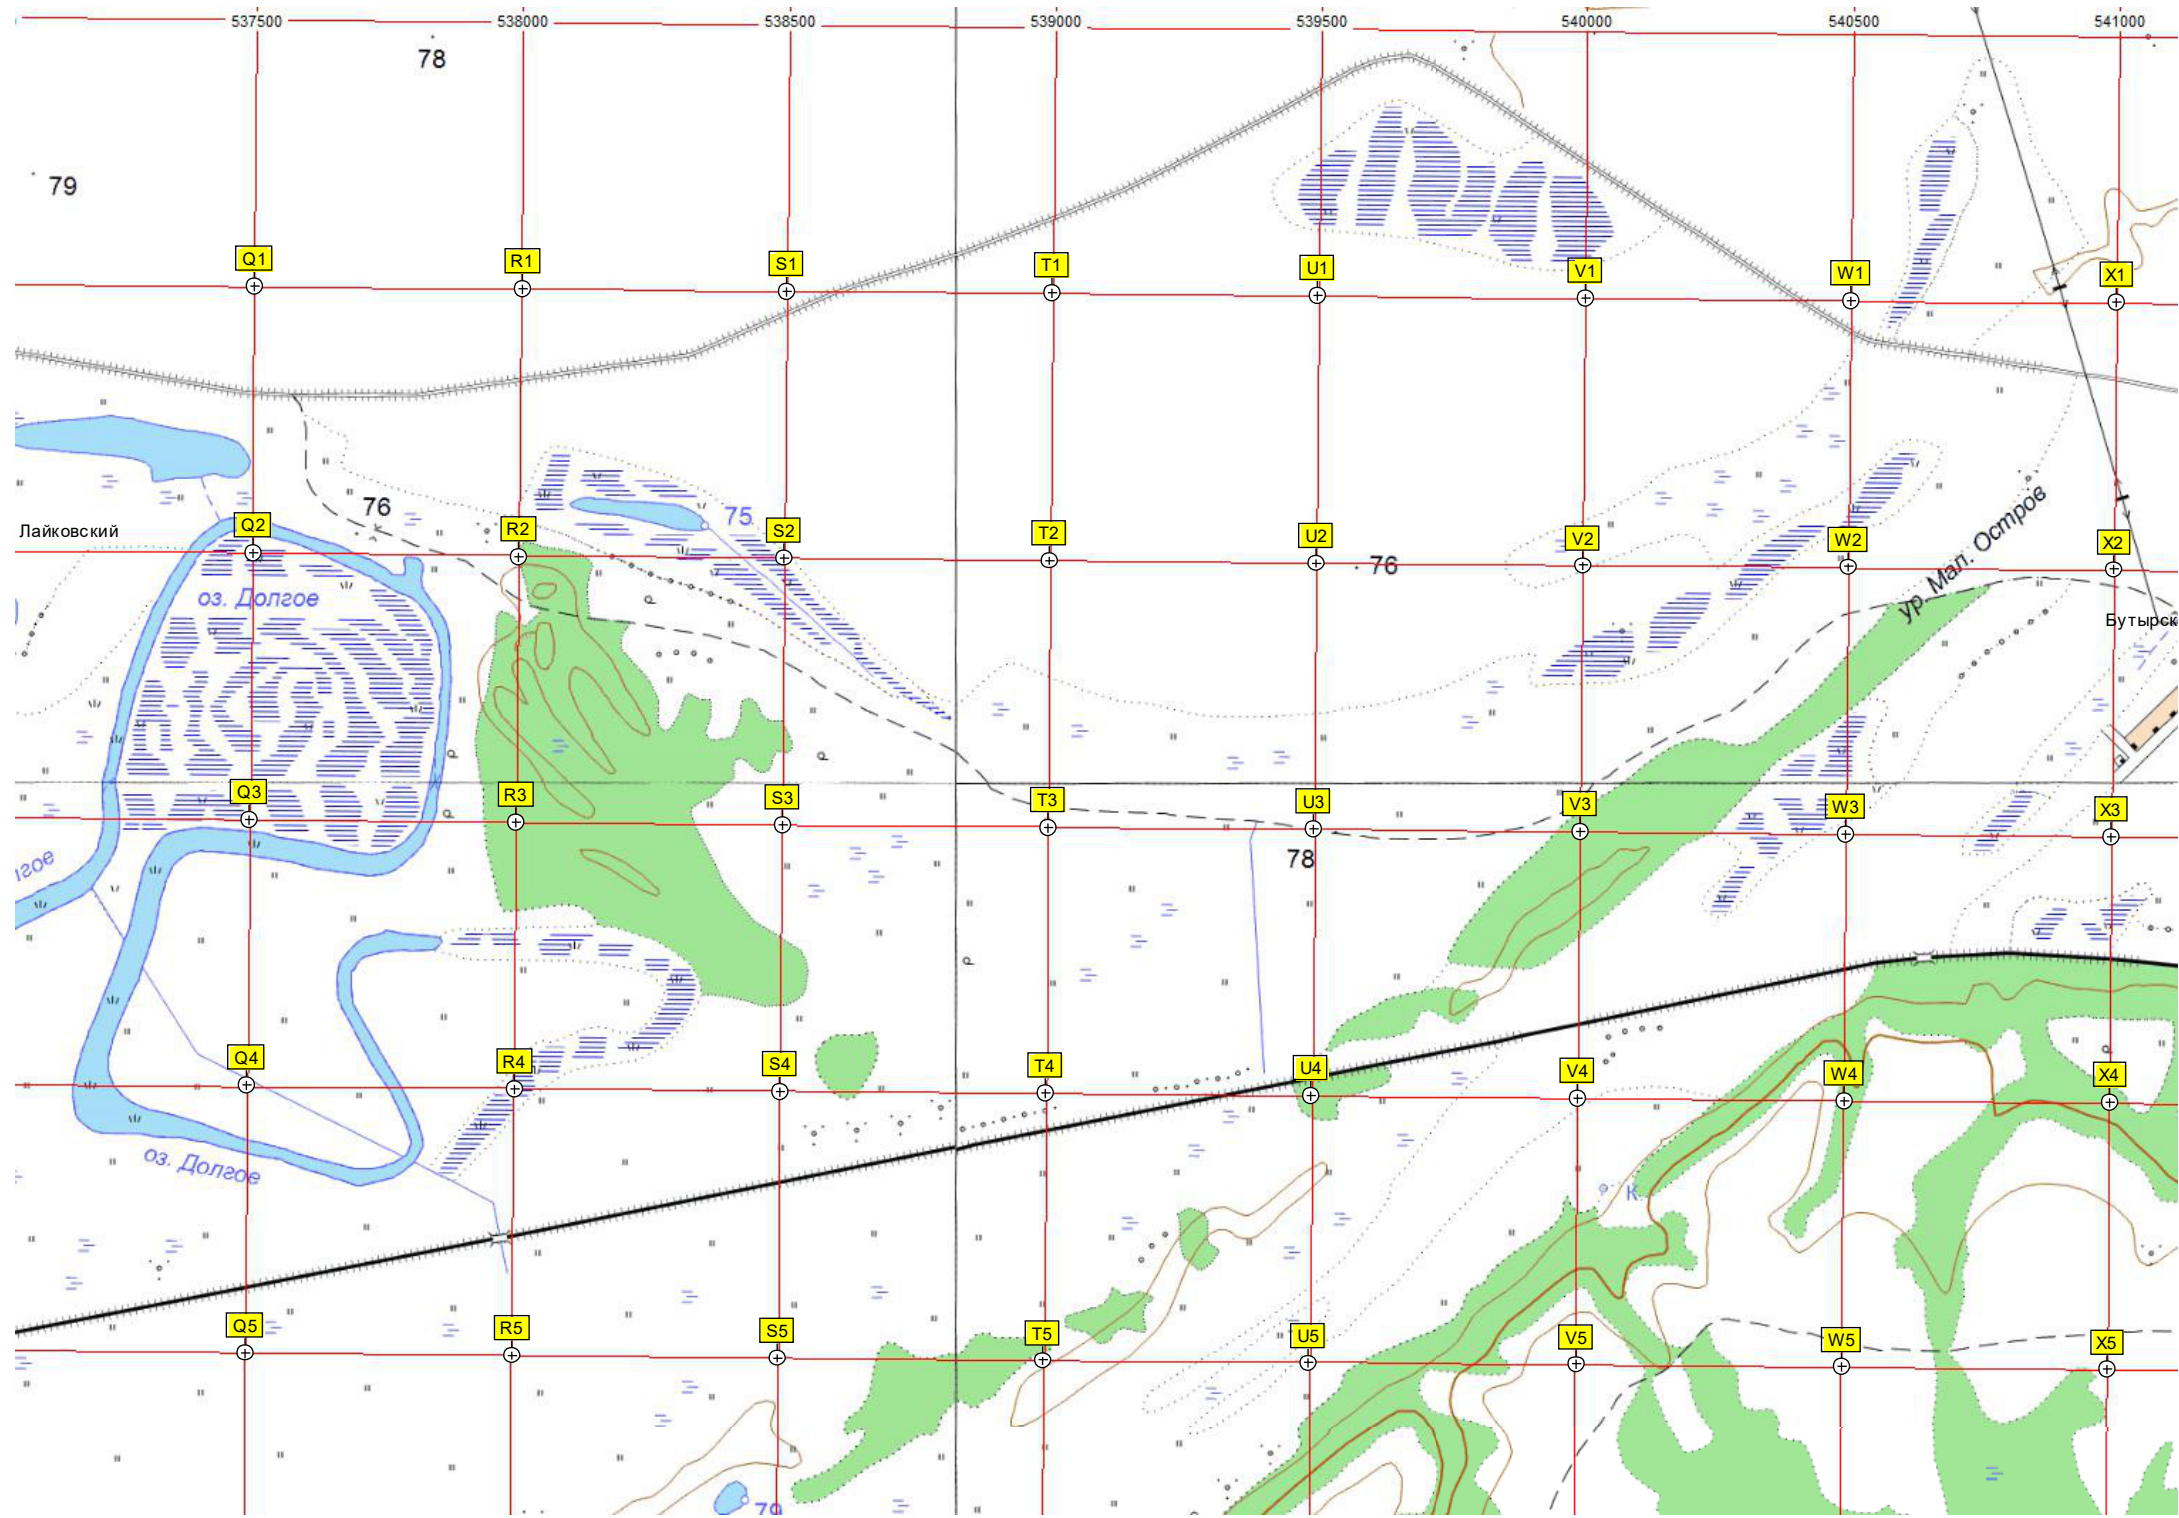 537500 538000 538500 539000 539500 540000 540500 541000
78
79
Q1 R1 S1 T1 U1 V1 W1 X1
76
75
Лайковский
Q2 R2 S2 T2 U2 V2 W2 X2
76
ур. Мал. Остров
оз. Долгое
Бутырск
Q3 R3 S3 T3 U3 V3 W3 X3
78
лгое
Q4 R4 S4 T4 U4 V4 W4 X4
оз. Долгое
К
Q5 R5 S5 T5 U5 V5 W5 X5
79